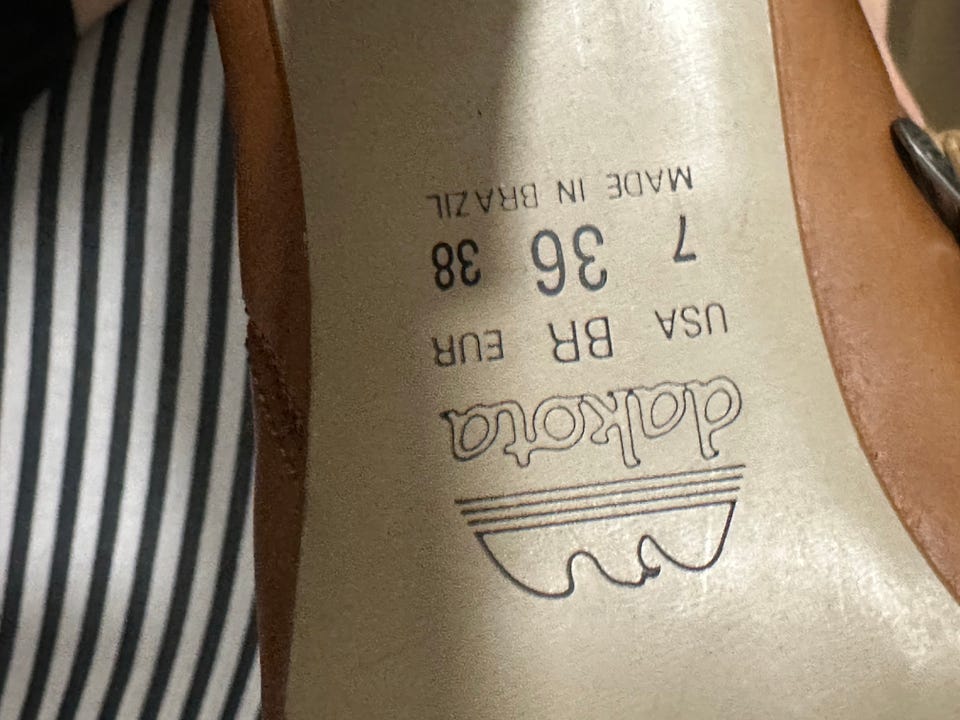 dakota
USA BR EUR
7 36 38
MADE IN BRAZIL